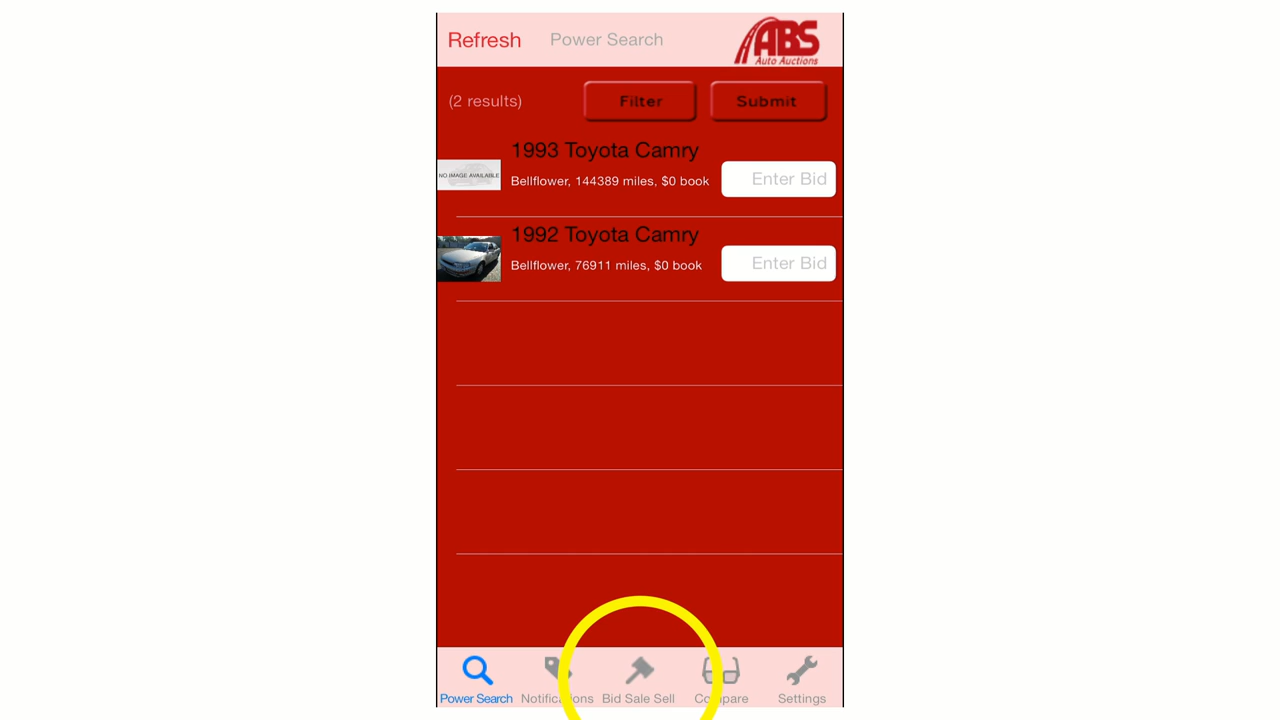 Refresh
Power Search
ABS
Auto Auctions
(2 results)
Filter
Submit
1993 Toyota Camry
NO IMAGE AVAILABLE
Bellflower, 144389 miles, $0 book
Enter Bid
1992 Toyota Camry
Bellflower, 76911 miles, $0 book
Enter Bid
Power Search
Notifications
Bid Sale Sell
Compare
Settings